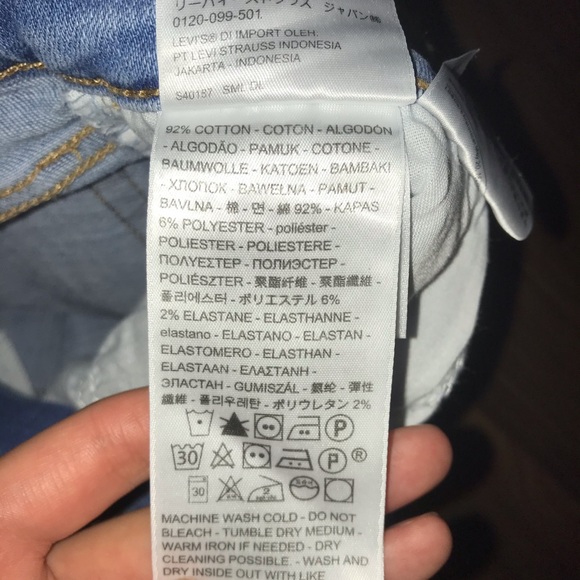 リーバイ・ストラウス ジャパン㈱
0120-099-501
LEVI'S® DI IMPORT OLEH:
PT LEVI STRAUSS INDONESIA
JAKARTA - INDONESIA
S40187 SML DL
92% COTTON - COTON - ALGODÓN
- ALGODÃO - PAMUK - COTONE -
BAUMWOLLE - KATOEN - BAMBAKI
- ХЛОПОК - BAWEŁNA - PAMUT -
BAVLNA - 棉 - 면 - 綿 92% - KAPAS
6% POLYESTER - poliéster -
POLIESTER - POLIESTERE -
ΠΟΛΥΕΣΤΕΡ - ПОЛИЭСТЕР -
POLIÉSZTER - 聚酯纤维 - 聚酯纖維 -
폴리에스터 - ポリエステル 6%
2% ELASTANE - ELASTHANNE -
elastano - ELASTANO - ELASTAN -
ELASTOMERO - ELASTHAN -
ELASTAAN - ΕΛΑΣΤΑΝΗ -
ЭЛАСТАН - GUMISZÁL - 氨纶 - 彈性
纖維 - 폴리우레탄 - ポリウレタン 2%
P
30 P ®
30
MACHINE WASH COLD - DO NOT
BLEACH - TUMBLE DRY MEDIUM -
WARM IRON IF NEEDED - DRY
CLEANING POSSIBLE. - WASH AND
DRY INSIDE OUT WITH LIKE